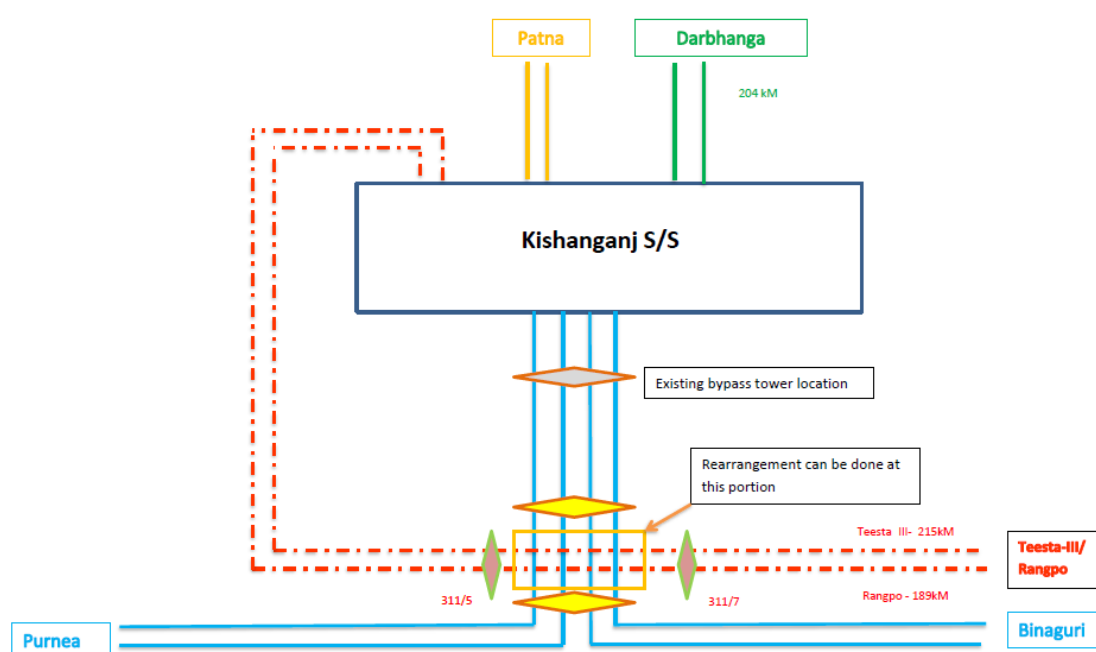 Patna
Darbhanga
204 kM
Kishanganj S/S
Existing bypass tower location
Rearrangement can be done at
this portion
Teesta III- 215kM
Teesta-III/
Rangpo
311/5
311/7
Rangpo - 189kM
Purnea
Binaguri